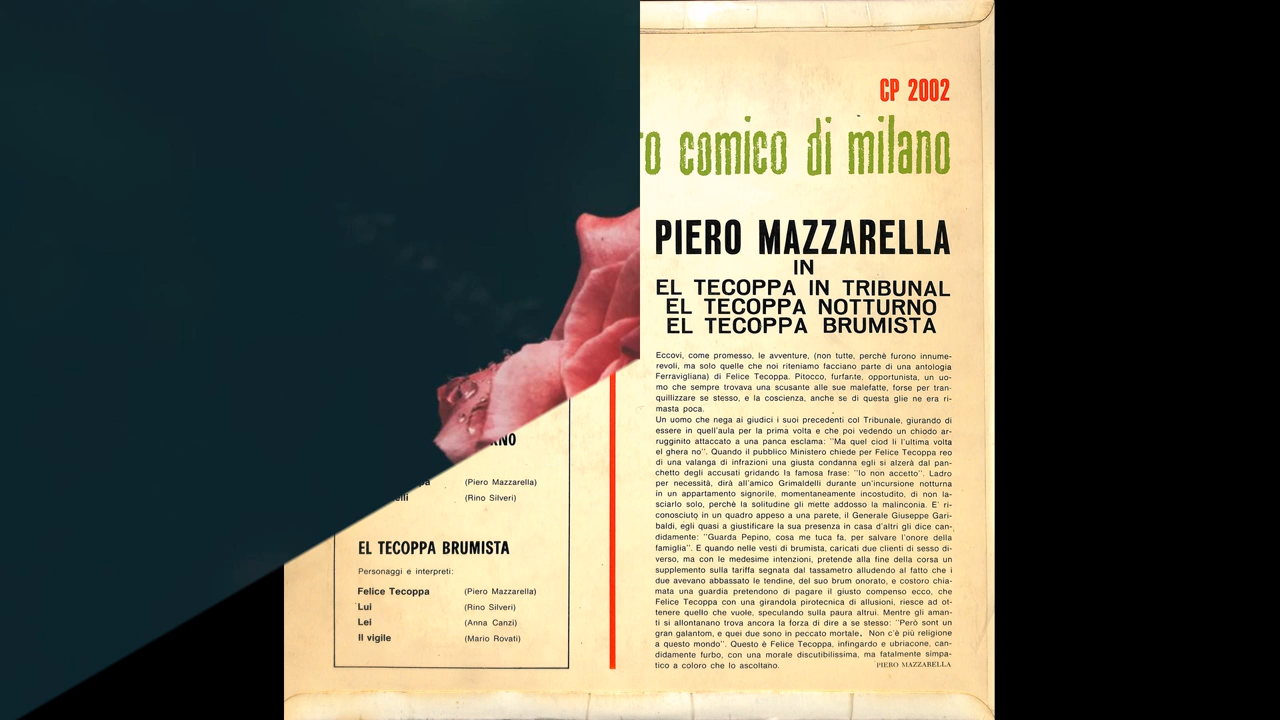 CP 2002
comico di milano
PIERO MAZZARELLA
IN
EL TECOPPA IN TRIBUNAL
EL TECOPPA NOTTURNO
EL TECOPPA BRUMISTA
Eccovi, come promesso, le avventure, (non tutte, perchè furono innume-
revoli, ma solo quelle che noi riteniamo facciano parte di una antologia
Ferravigliana) di Felice Tecoppa. Pitocco, furfante, opportunista, un uo-
mo che sempre trovava una scusante alle sue malefatte, forse per tran-
quillizzare se stesso, e la coscienza, anche se di questa glie ne era ri-
masta poca.
Un uomo che nega ai giudici i suoi precedenti col Tribunale, giurando di
essere in quell'aula per la prima volta e che poi vedendo un chiodo ar-
rugginito attaccato a una panca esclama: "Ma quel ciod lì l'ultima volta
el ghera no". Quando il pubblico Ministero chiede per Felice Tecoppa reo
di una valanga di infrazioni una giusta condanna egli si alzerà dal pan-
chetto degli accusati gridando la famosa frase: "Io non accetto". Ladro
per necessità, dirà all'amico Grimaldelli durante un'incursione notturna
in un appartamento signorile, momentaneamente incostudito, di non la-
sciarlo solo, perchè la solitudine gli mette addosso la malinconia. E' ri-
conosciuto in un quadro appeso a una parete, il Generale Giuseppe Gari-
baldi, egli quasi a giustificare la sua presenza in casa d'altri gli dice can-
didamente: "Guarda Pepino, cosa me tuca fa, per salvare l'onore della
famiglia". E quando nelle vesti di brumista, caricati due clienti di sesso di-
verso, ma con le medesime intenzioni, pretende alla fine della corsa un
supplemento sulla tariffa segnata dal tassametro alludendo al fatto che i
due avevano abbassato le tendine, del suo brum onorato, e costoro chia-
mata una guardia pretendono di pagare il giusto compenso ecco, che
Felice Tecoppa con una girandola pirotecnica di allusioni, riesce ad ot-
tenere quello che vuole, speculando sulla paura altrui. Mentre gli aman-
ti si allontanano trova ancora la forza di dire a se stesso: "Però sont un
gran galantom, e quei due sono in peccato mortale. Non c'è più religione
a questo mondo". Questo è Felice Tecoppa, infingardo e ubriacone, can-
didamente furbo, con una morale discutibilissima, ma fatalmente simpa-
tico a coloro che lo ascoltano. PIERO MAZZARELLA
(Piero Mazzarella)
(Rino Silveri)
EL TECOPPA BRUMISTA
Personaggi e interpreti:
Felice Tecoppa (Piero Mazzarella)
Lui (Rino Silveri)
Lei (Anna Canzi)
Il vigile (Mario Rovati)